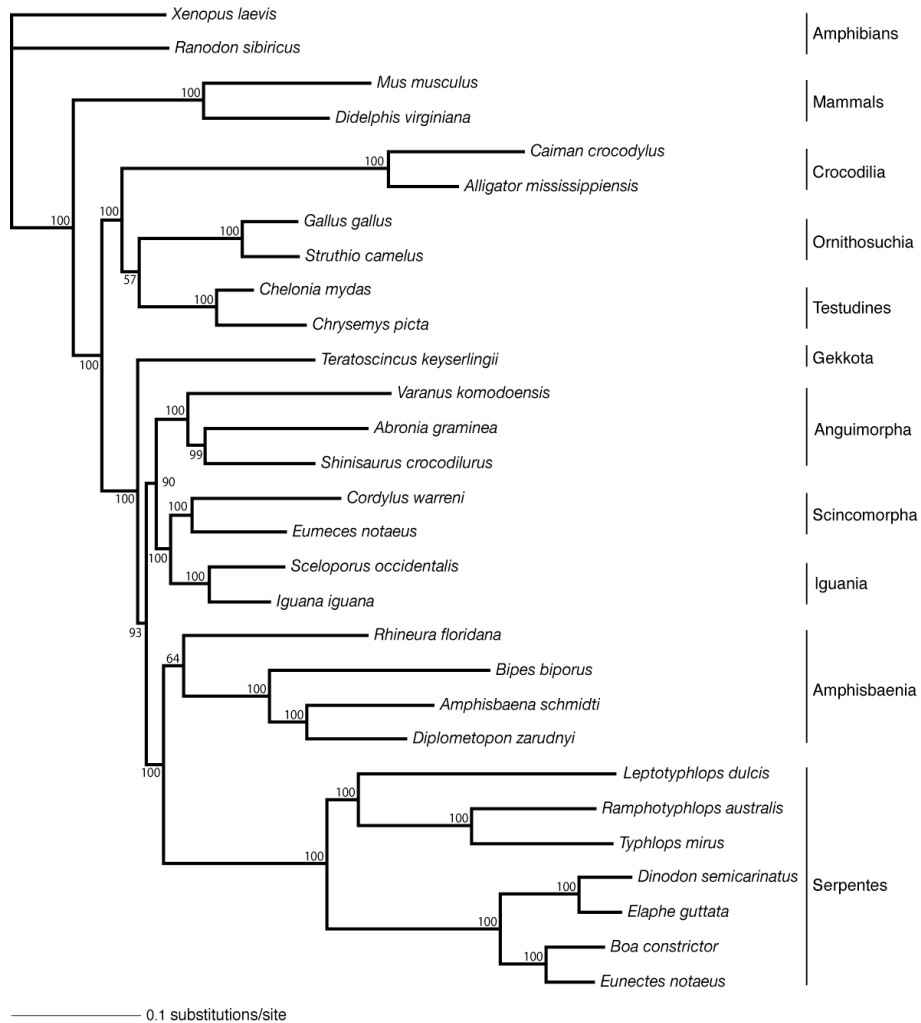 Xenopus laevis
Ranodon sibiricus
Amphibians
Mus musculus
100
Didelphis virginiana
Mammals
Caiman crocodylus
100
Alligator mississippiensis
Crocodilia
100
100
Gallus gallus
100
Struthio camelus
Ornithosuchia
57
Chelonia mydas
100
Chrysemys picta
Testudines
100
Teratoscincus keyserlingii
Gekkota
Varanus komodoensis
100
Abronia graminea
99
Shinisaurus crocodilurus
Anguimorpha
90
100
Cordylus warreni
100
Eumeces notaeus
Scincomorpha
100
Sceloporus occidentalis
100
Iguana iguana
Iguania
93
Rhineura floridana
64
Bipes biporus
100
Amphisbaena schmidti
100
Diplometopon zarudnyi
Amphisbaenia
100
Leptotyphlops dulcis
100
Ramphotyphlops australis
100
Typhlops mirus
100
Dinodon semicarinatus
100
Elaphe guttata
Serpentes
100
Boa constrictor
100
Eunectes notaeus
0.1 substitutions/site